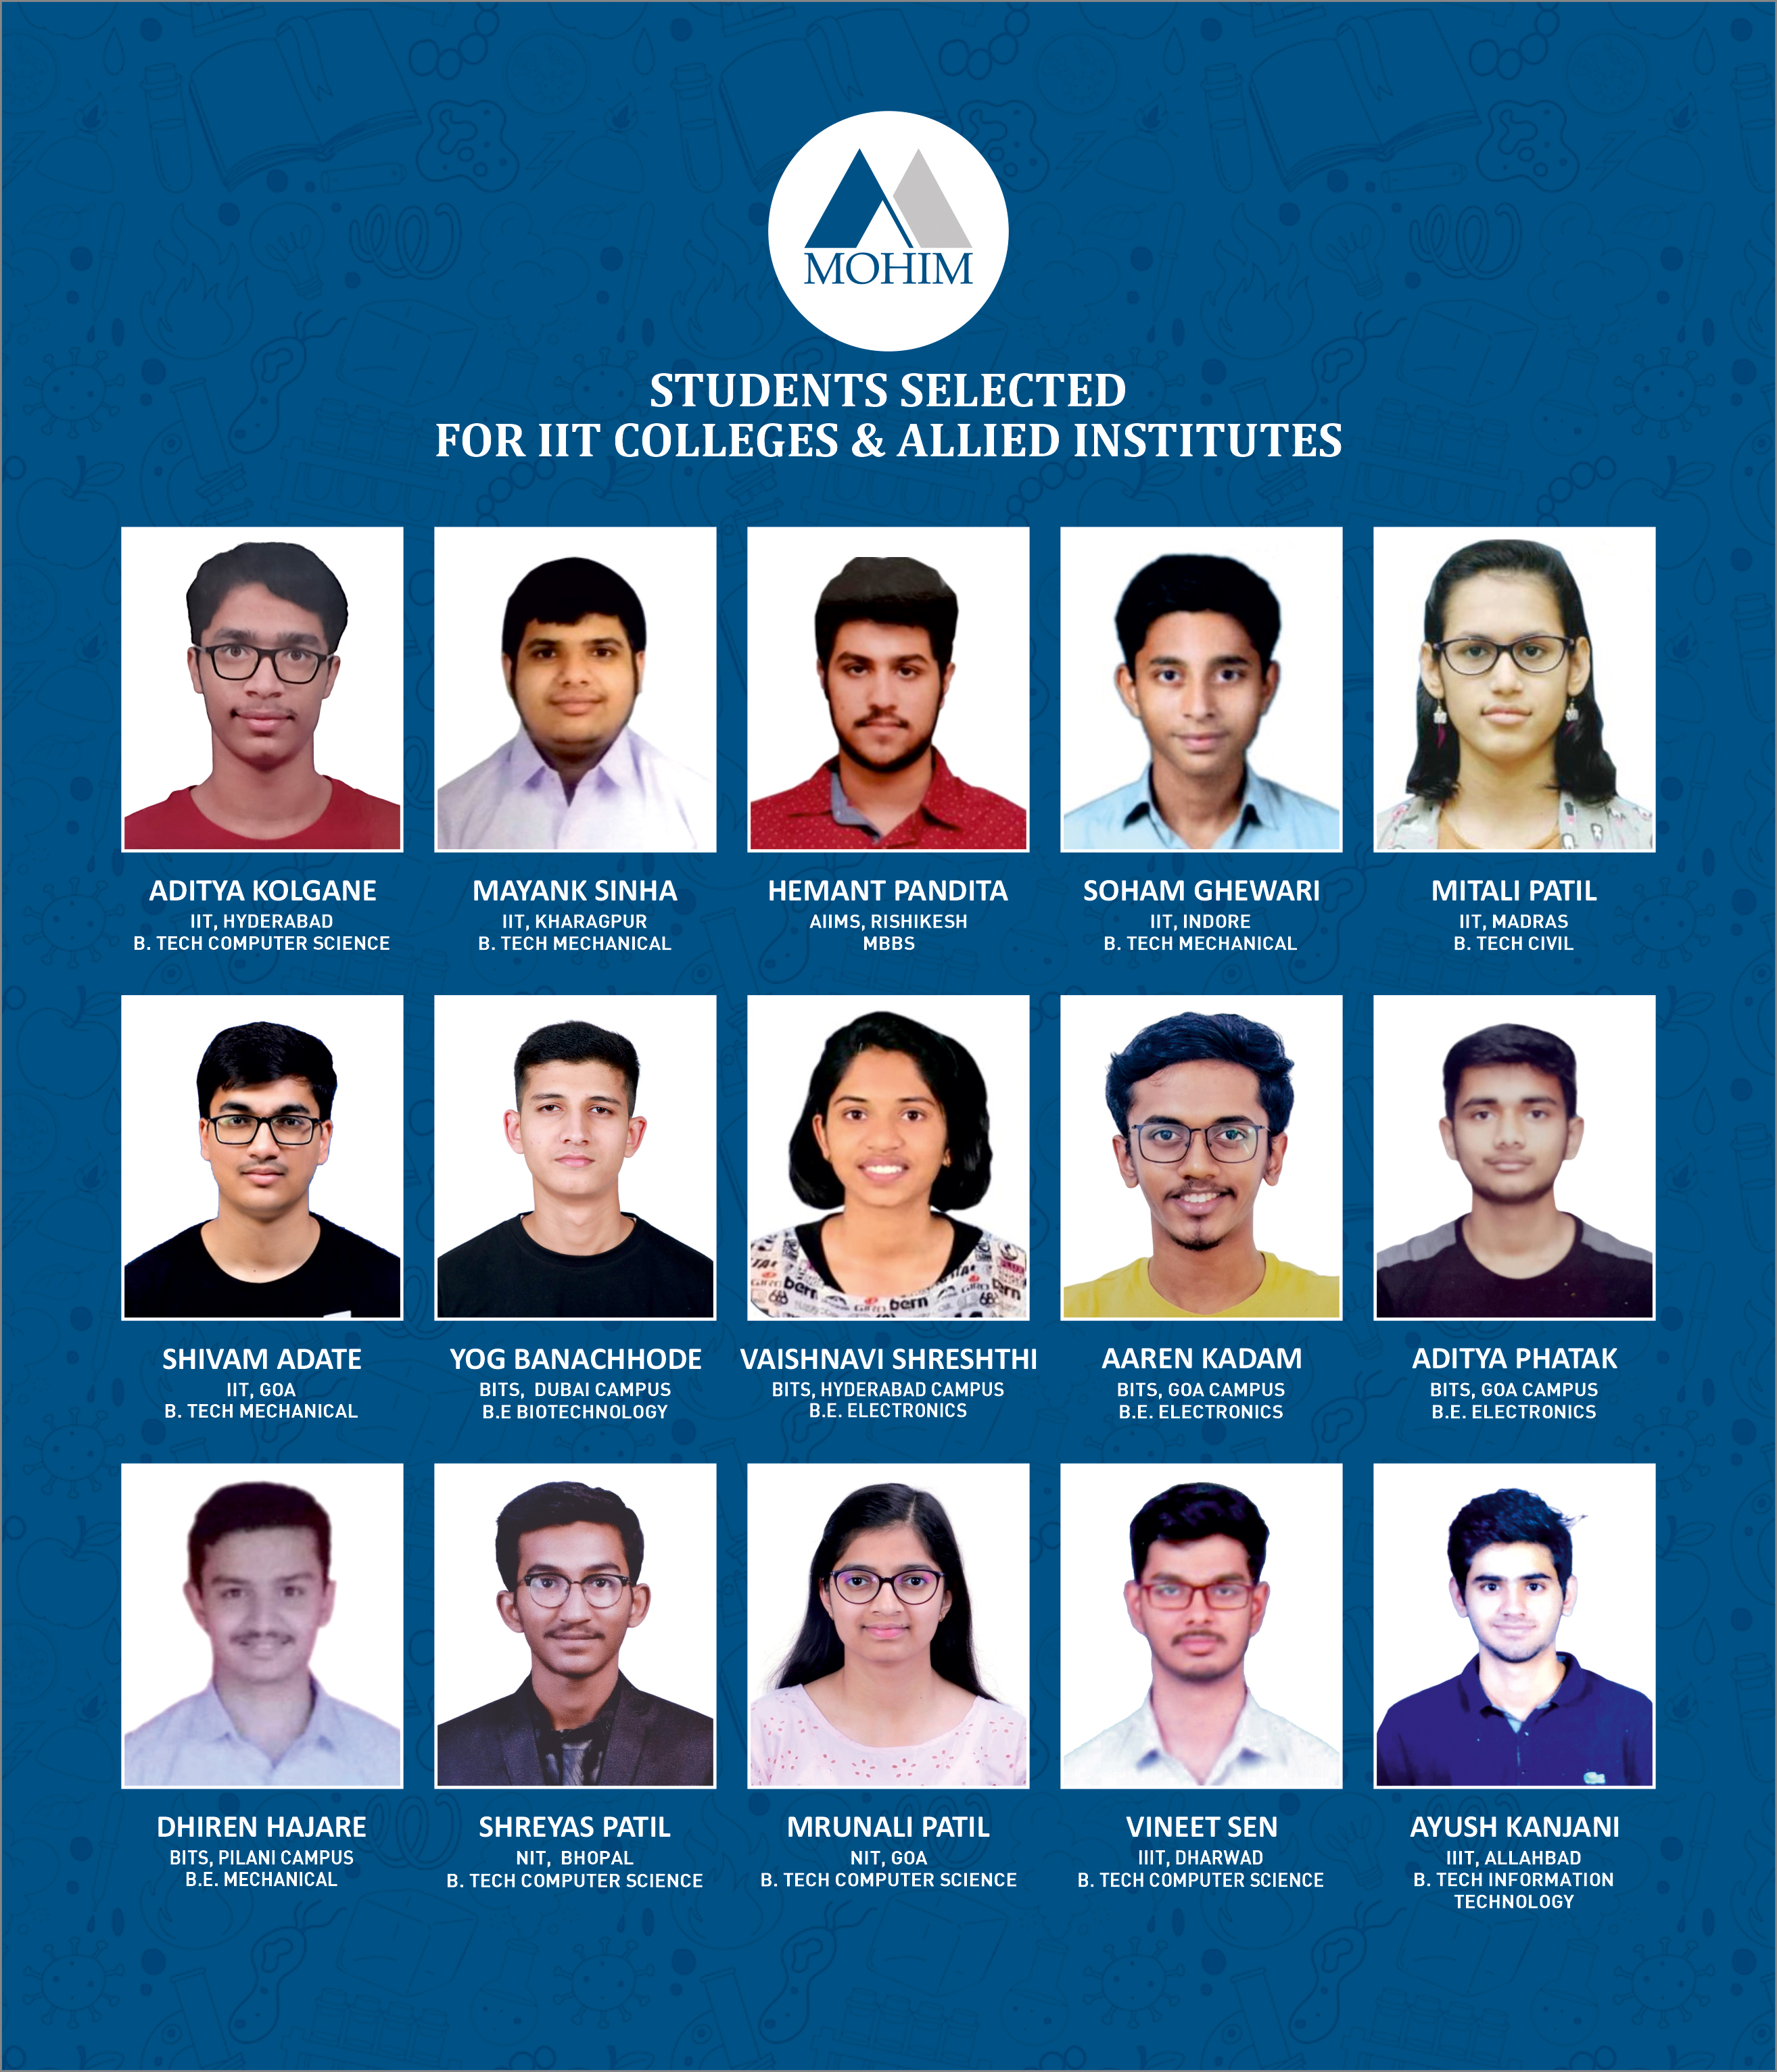 MOHIM
STUDENTS SELECTED
FOR IIT COLLEGES & ALLIED INSTITUTES
ADITYA KOLGANE
IIT, HYDERABAD
B. TECH COMPUTER SCIENCE
MAYANK SINHA
IIT, KHARAGPUR
B. TECH MECHANICAL
HEMANT PANDITA
AIIMS, RISHIKESH
MBBS
SOHAM GHEWARI
IIT, INDORE
B. TECH MECHANICAL
MITALI PATIL
IIT, MADRAS
B. TECH CIVIL
SHIVAM ADATE
IIT, GOA
B. TECH MECHANICAL
YOG BANACHHODE
BITS, DUBAI CAMPUS
B.E BIOTECHNOLOGY
VAISHNAVI SHRESHTHI
BITS, HYDERABAD CAMPUS
B.E. ELECTRONICS
AAREN KADAM
BITS, GOA CAMPUS
B.E. ELECTRONICS
ADITYA PHATAK
BITS, GOA CAMPUS
B.E. ELECTRONICS
DHIREN HAJARE
BITS, PILANI CAMPUS
B.E. MECHANICAL
SHREYAS PATIL
NIT, BHOPAL
B. TECH COMPUTER SCIENCE
MRUNALI PATIL
NIT, GOA
B. TECH COMPUTER SCIENCE
VINEET SEN
IIIT, DHARWAD
B. TECH COMPUTER SCIENCE
AYUSH KANJANI
IIIT, ALLAHBAD
B. TECH INFORMATION
TECHNOLOGY